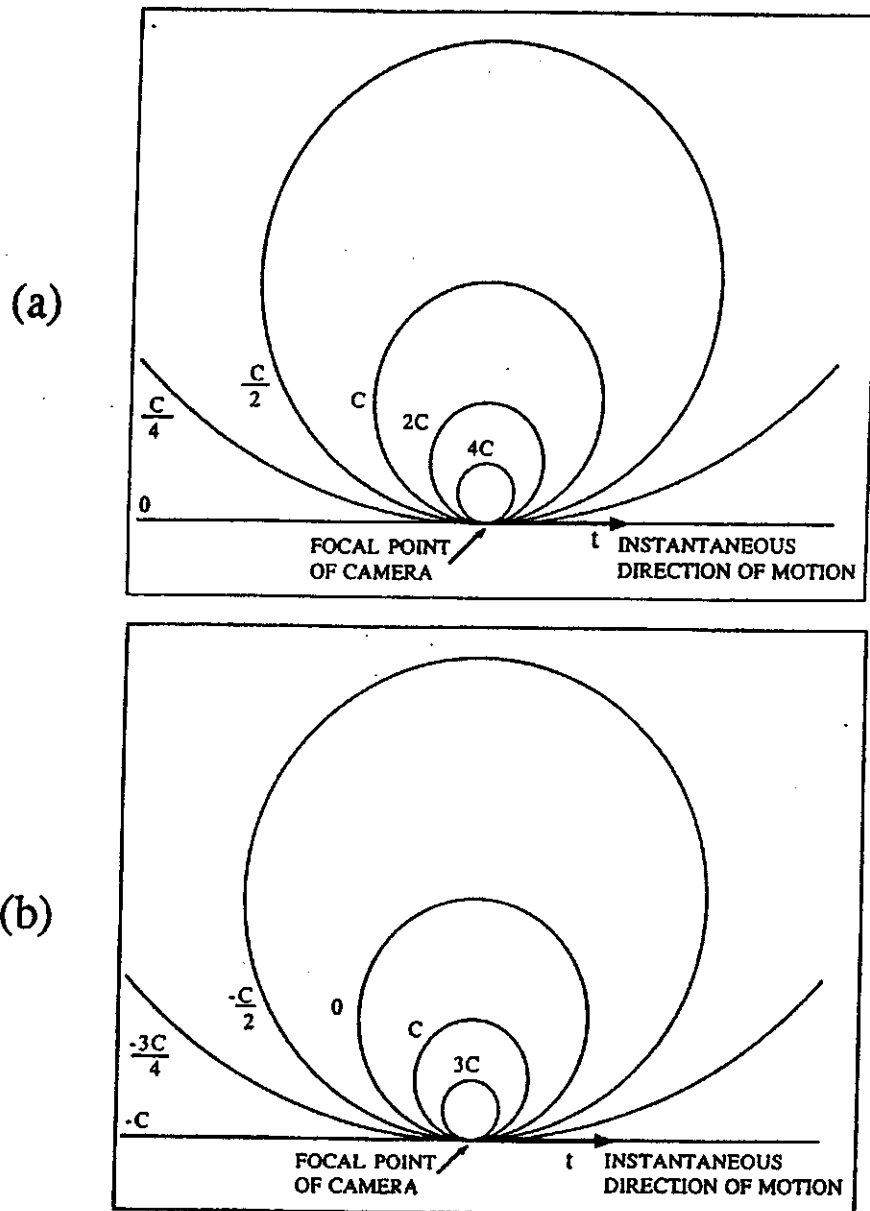 (a)
C
2
C
2C
4C
C
4
0
FOCAL POINT
OF CAMERA
t INSTANTANEOUS
DIRECTION OF MOTION
(b)
-C
2
0
C
3C
-3C
4
-C
FOCAL POINT
OF CAMERA
t INSTANTANEOUS
DIRECTION OF MOTION